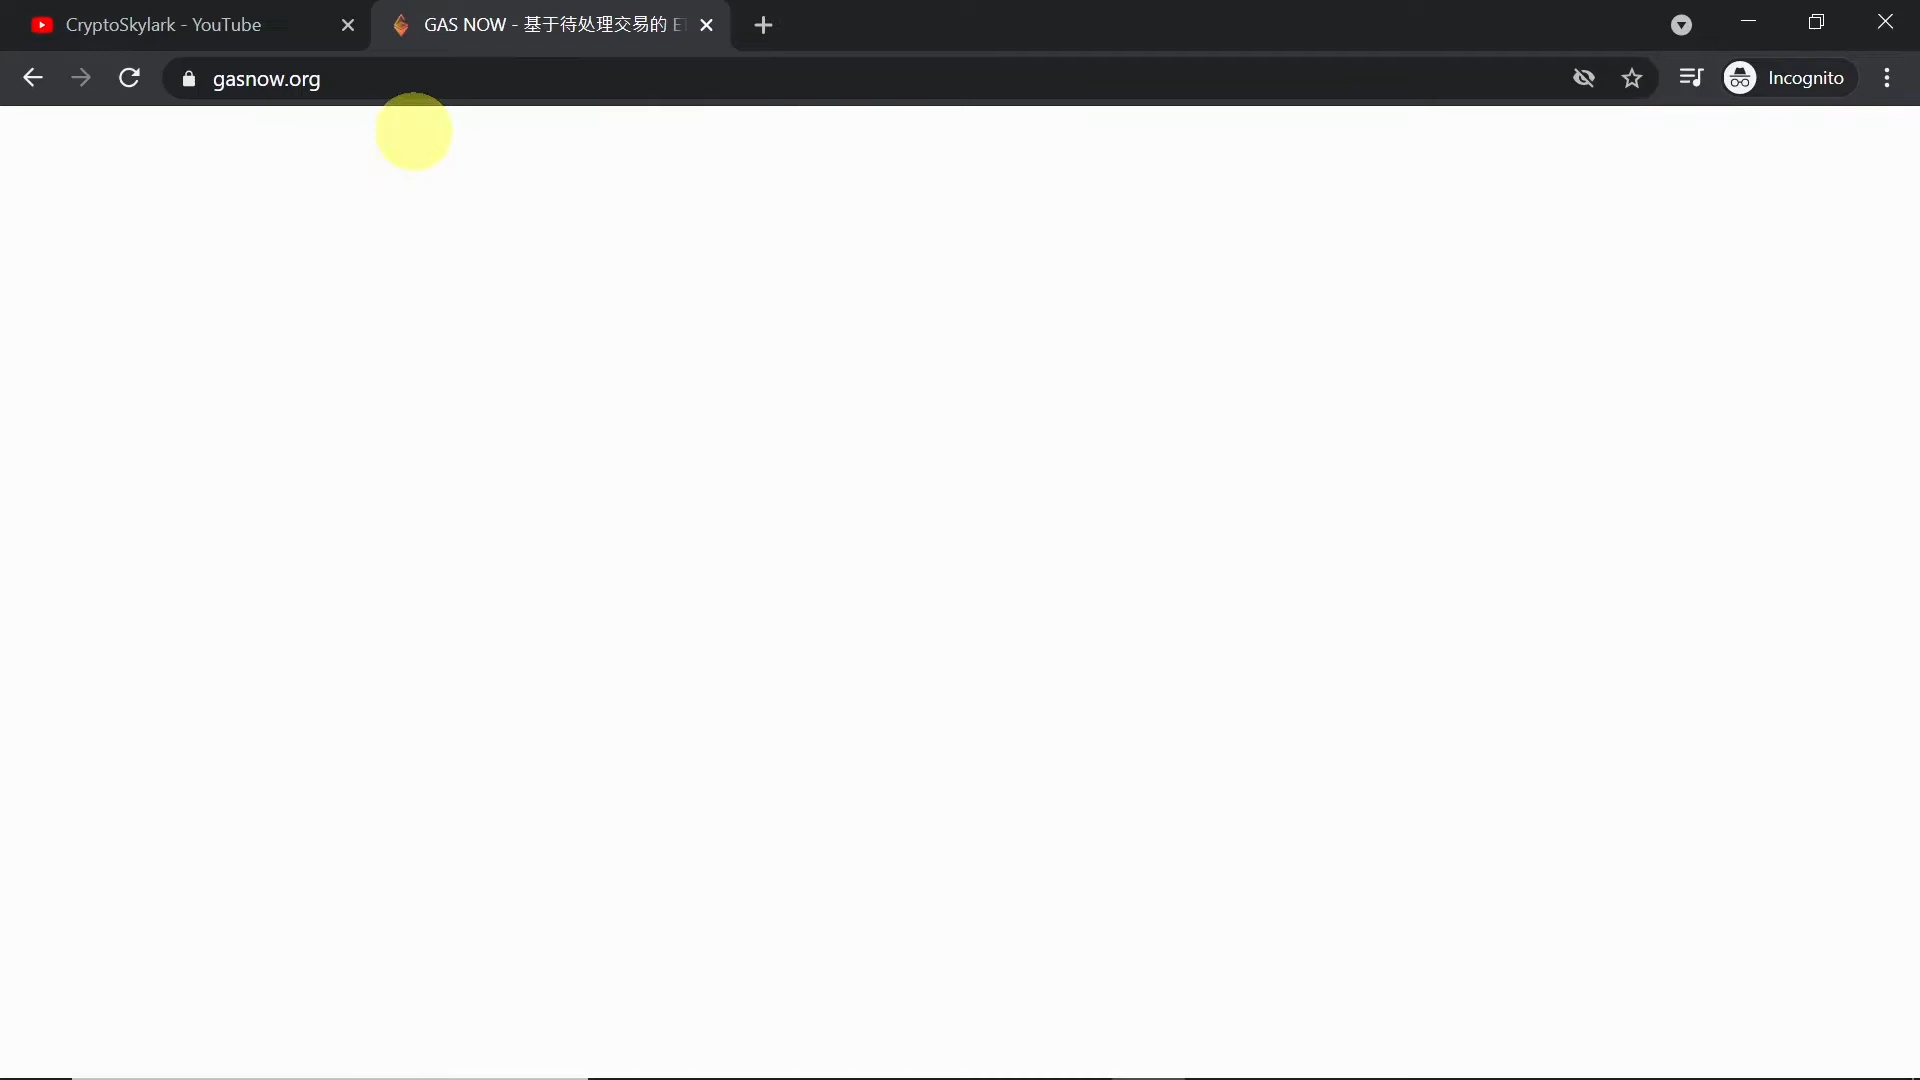 CryptoSkylark - YouTube
GAS NOW - 基于待处理交易的 E
gasnow.org
Incognito